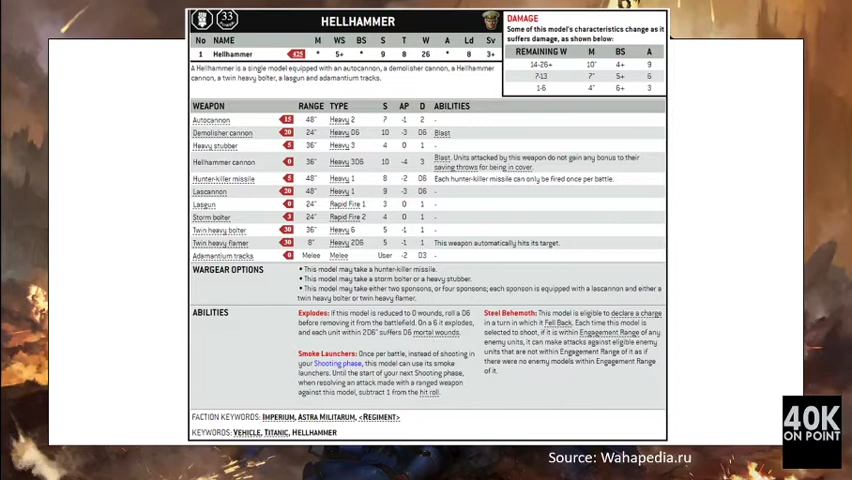 33
HELLHAMMER
No NAME M WS BS S T W A Ld Sv
1 Hellhammer 425 * 5+ * 9 8 26 * 8 3+
A Hellhammer is a single model equipped with an autocannon, a demolisher cannon, a Hellhammer
cannon, a twin heavy bolter, a lasgun and adamantium tracks.
DAMAGE
Some of this model's characteristics change as it
suffers damage, as shown below:
REMAINING W M BS A
14-26+ 10" 4+ 9
7-13 7" 5+ 6
1-6 4" 6+ 3
WEAPON RANGE TYPE S AP D ABILITIES
Autocannon 15 48" Heavy 2 7 -1 2 -
Demolisher cannon 20 24" Heavy D6 10 -3 D6 Blast
Heavy stubber 5 36" Heavy 3 4 0 1 -
Hellhammer cannon 0 36" Heavy 3D6 10 -4 3 Blast. Units attacked by this weapon do not gain any bonus to their
saving throws for being in cover.
Hunter-killer missile 5 48" Heavy 1 8 -2 D6 Each hunter-killer missile can only be fired once per battle.
Lascannon 20 48" Heavy 1 9 -3 D6 -
Lasgun 0 24" Rapid Fire 1 3 0 1 -
Storm bolter 3 24" Rapid Fire 2 4 0 1 -
Twin heavy bolter 30 36" Heavy 6 5 -1 1 -
Twin heavy flamer 30 8" Heavy 2D6 5 -1 1 This weapon automatically hits its target.
Adamantium tracks 0 Melee Melee User -2 D3 -
WARGEAR OPTIONS
• This model may take a hunter-killer missile.
• This model may take a storm bolter or a heavy stubber.
• This model may take either two sponsons, or four sponsons; each sponson is equipped with a lascannon and either a
twin heavy bolter or twin heavy flamer.
ABILITIES
Explodes: If this model is reduced to 0 wounds, roll a D6
before removing it from the battlefield. On a 6 it explodes,
and each unit within 2D6" suffers D6 mortal wounds.
Smoke Launchers: Once per battle, instead of shooting in
your Shooting phase, this model can use its smoke
launchers. Until the start of your next Shooting phase,
when resolving an attack made with a ranged weapon
against this model, subtract 1 from the hit roll.
Steel Behemoth: This model is eligible to declare a charge
in a turn in which it Fell Back. Each time this model is
selected to shoot, if it is within Engagement Range of any
enemy units, it can make attacks against eligible enemy
units that are not within Engagement Range of it as if
there were no enemy models within Engagement Range
of it.
FACTION KEYWORDS: IMPERIUM, ASTRA MILITARUM, <REGIMENT>
KEYWORDS: VEHICLE, TITANIC, HELLHAMMER
40K
ON POINT
Source: Wahapedia.ru